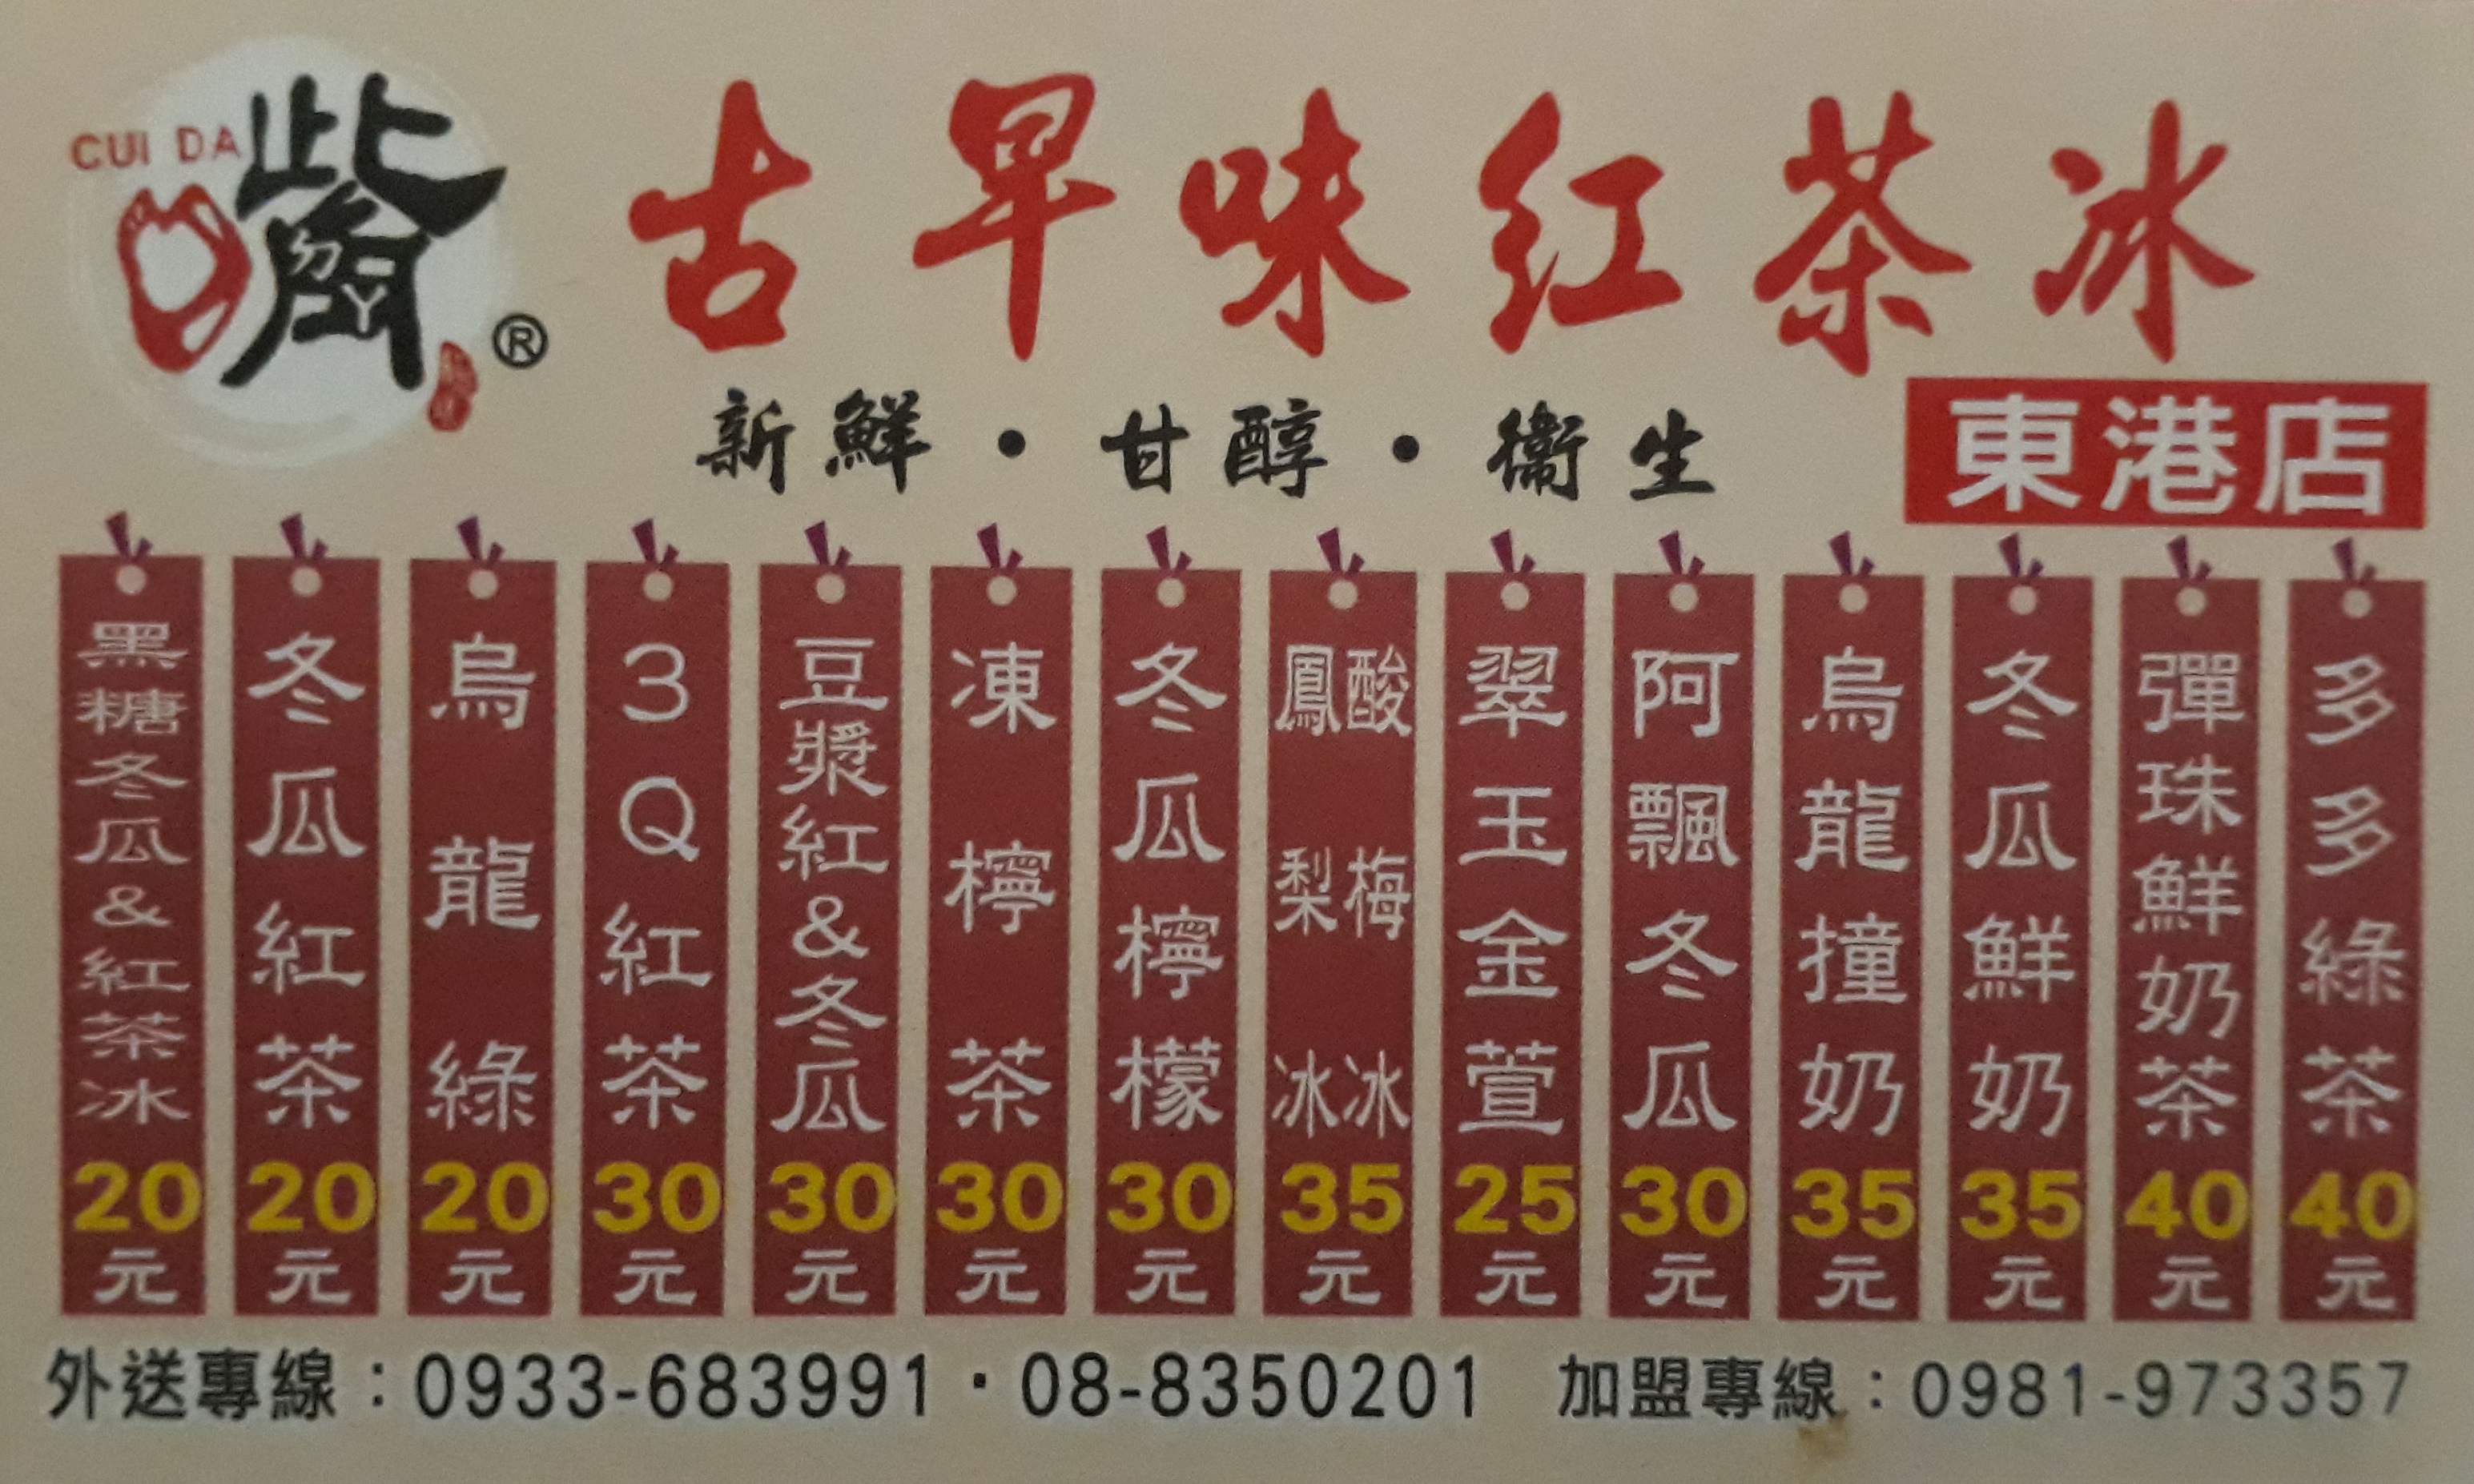 CUI DA
嘴
ㄉㄚ
®
古早味紅茶冰
新鮮・甘醇・衛生
東港店
黑糖冬瓜&紅茶冰 20元
冬瓜紅茶 20元
烏龍綠 20元
3Q紅茶 30元
豆漿紅&冬瓜 30元
凍檸茶 30元
冬瓜檸檬 30元
酸梅冰 鳳梨冰 35元
翠玉金萱 25元
阿飄冬瓜 30元
烏龍撞奶 35元
冬瓜鮮奶 35元
彈珠鮮奶茶 40元
多多綠茶 40元
外送專線：0933-683991・08-8350201 加盟專線：0981-973357